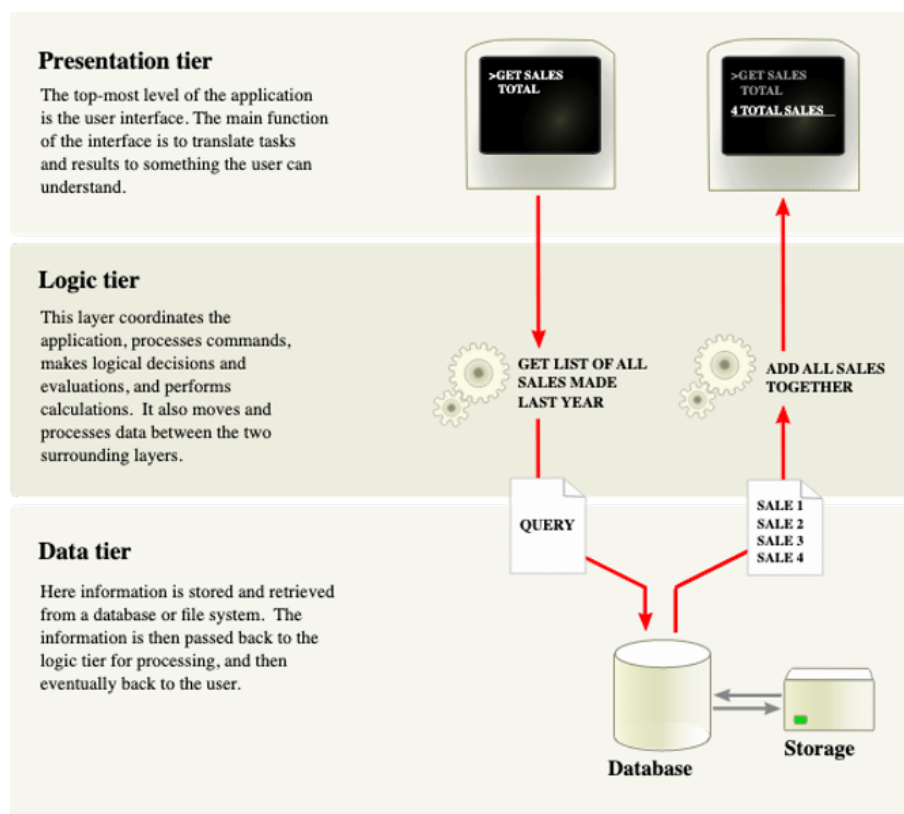 Presentation tier
The top-most level of the application
is the user interface. The main function
of the interface is to translate tasks
and results to something the user can
understand.
>GET SALES
TOTAL
>GET SALES
TOTAL
4 TOTAL SALES
Logic tier
This layer coordinates the
application, processes commands,
makes logical decisions and
evaluations, and performs
calculations. It also moves and
processes data between the two
surrounding layers.
GET LIST OF ALL
SALES MADE
LAST YEAR
ADD ALL SALES
TOGETHER
QUERY
SALE 1
SALE 2
SALE 3
SALE 4
Data tier
Here information is stored and retrieved
from a database or file system. The
information is then passed back to the
logic tier for processing, and then
eventually back to the user.
Database
Storage